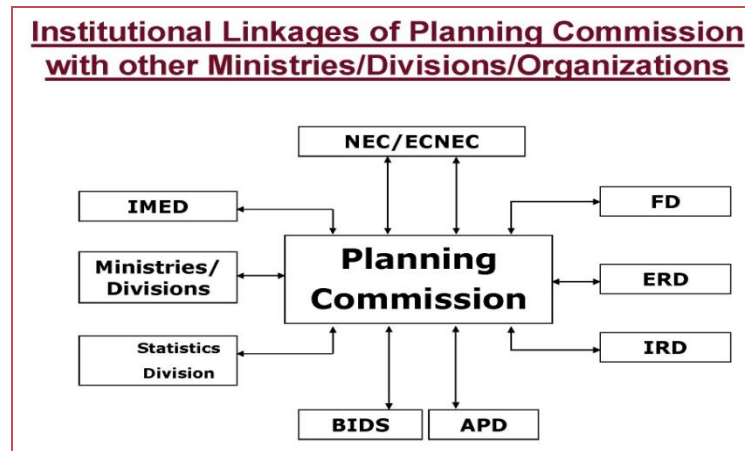 Institutional Linkages of Planning Commission
with other Ministries/Divisions/Organizations
NEC/ECNEC
IMED
FD
Ministries/
Divisions
Planning
Commission
ERD
Statistics
Division
IRD
BIDS
APD